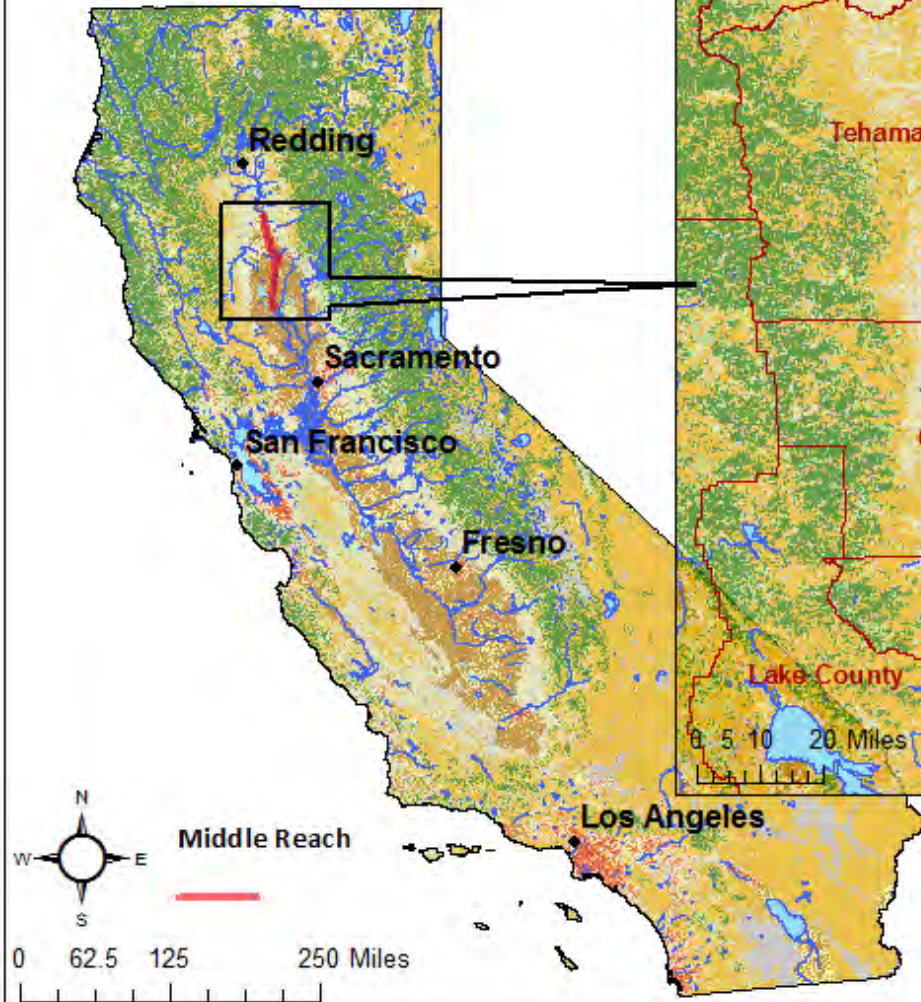 Redding
Tehama
Sacramento
San Francisco
Fresno
Lake County
0 5 10 20 Miles
Los Angeles
N
W E
S
Middle Reach
0 62.5 125 250 Miles